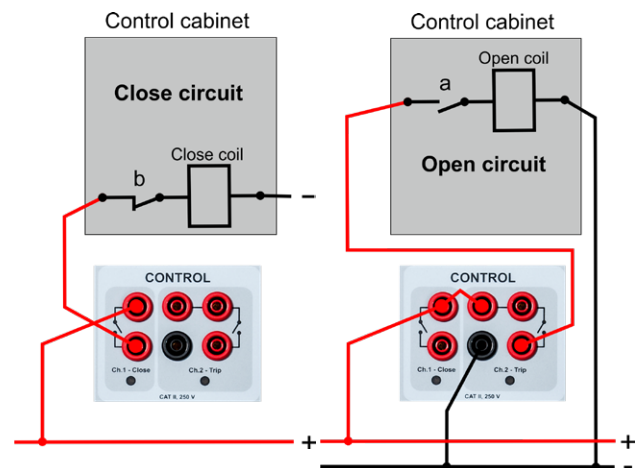 Control cabinet
Close circuit
Close coil
b
-
CONTROL
Ch.1 - Close
Ch.2 - Trip
CAT II, 250 V
+
Control cabinet
Open coil
a
Open circuit
CONTROL
Ch.1 - Close
Ch.2 - Trip
CAT II, 250 V
+
-